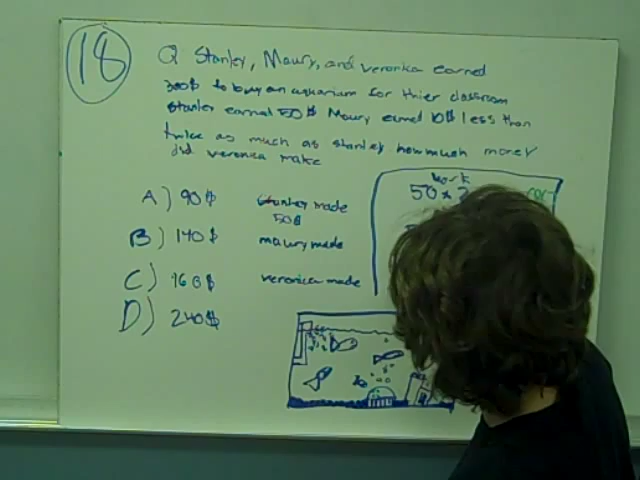 18
Q Stanley, Maury, and veronica earned
300$ to buy an aquarium for thier classroom
Stanley earned 50$ Maury earned 10$ less than
twice as much as stanley how much money
did veronica make
A) 90$
B) 140$
C) 160$
D) 240$
Stanley made
50$
maury made
veronica made
work
50 x 2